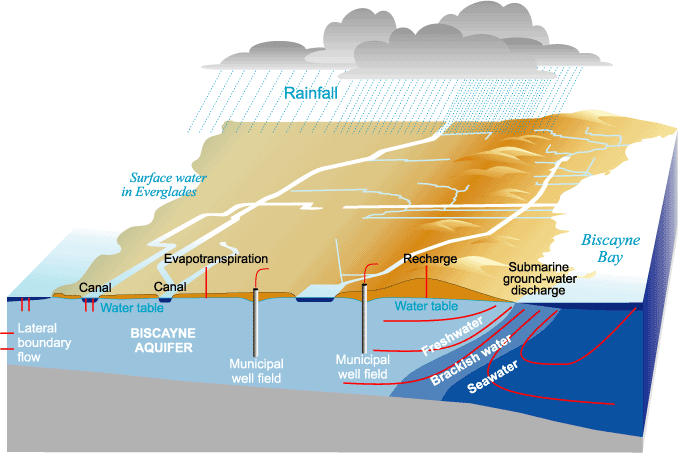 Rainfall
Surface water
in Everglades
Biscayne
Bay
Evapotranspiration
Recharge
Submarine
ground-water
discharge
Canal
Canal
Water table
Water table
Lateral
boundary
flow
BISCAYNE
AQUIFER
Municipal
well field
Municipal
well field
Freshwater
Brackish water
Seawater